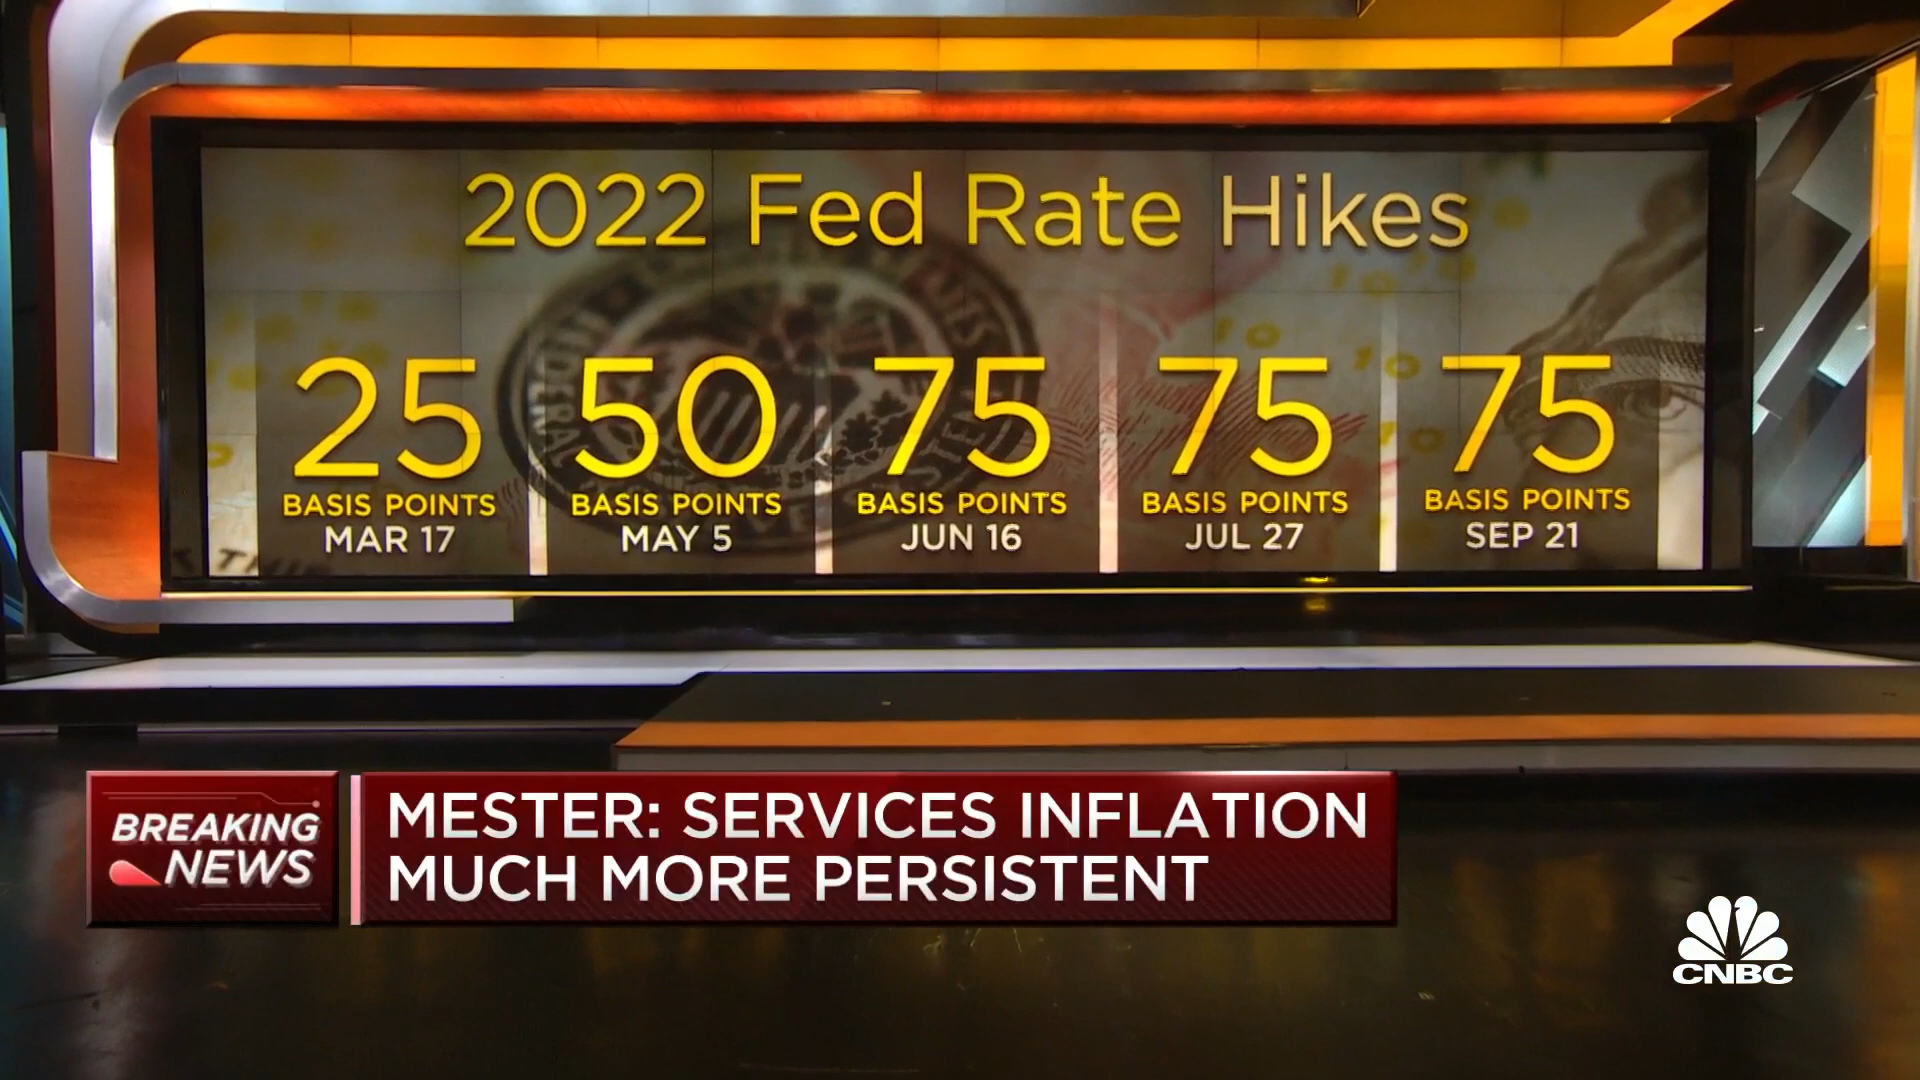 2022 Fed Rate Hikes
25
BASIS POINTS
MAR 17
50
BASIS POINTS
MAY 5
75
BASIS POINTS
JUN 16
75
BASIS POINTS
JUL 27
75
BASIS POINTS
SEP 21
BREAKING
NEWS
MESTER: SERVICES INFLATION
MUCH MORE PERSISTENT
CNBC